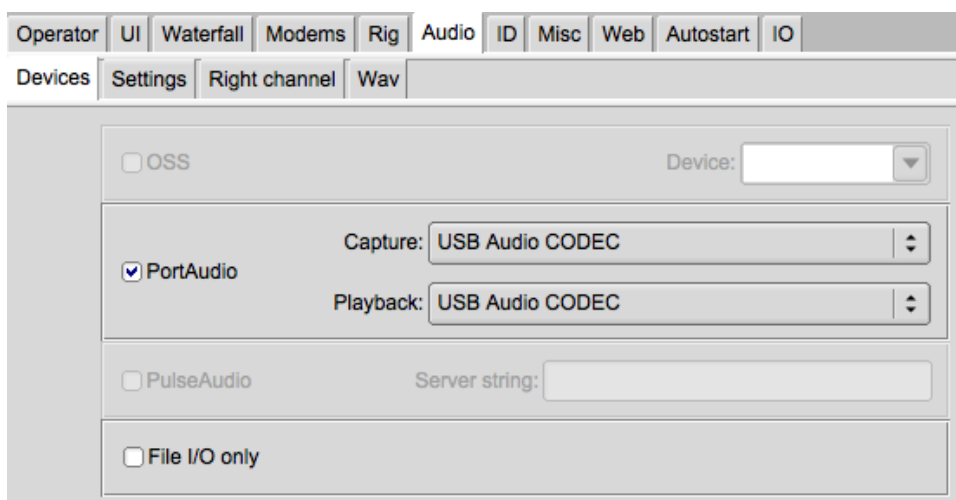 Operator UI Waterfall Modems Rig Audio ID Misc Web Autostart IO
Devices Settings Right channel Wav
OSS Device:
Capture: USB Audio CODEC
PortAudio
Playback: USB Audio CODEC
PulseAudio Server string:
File I/O only